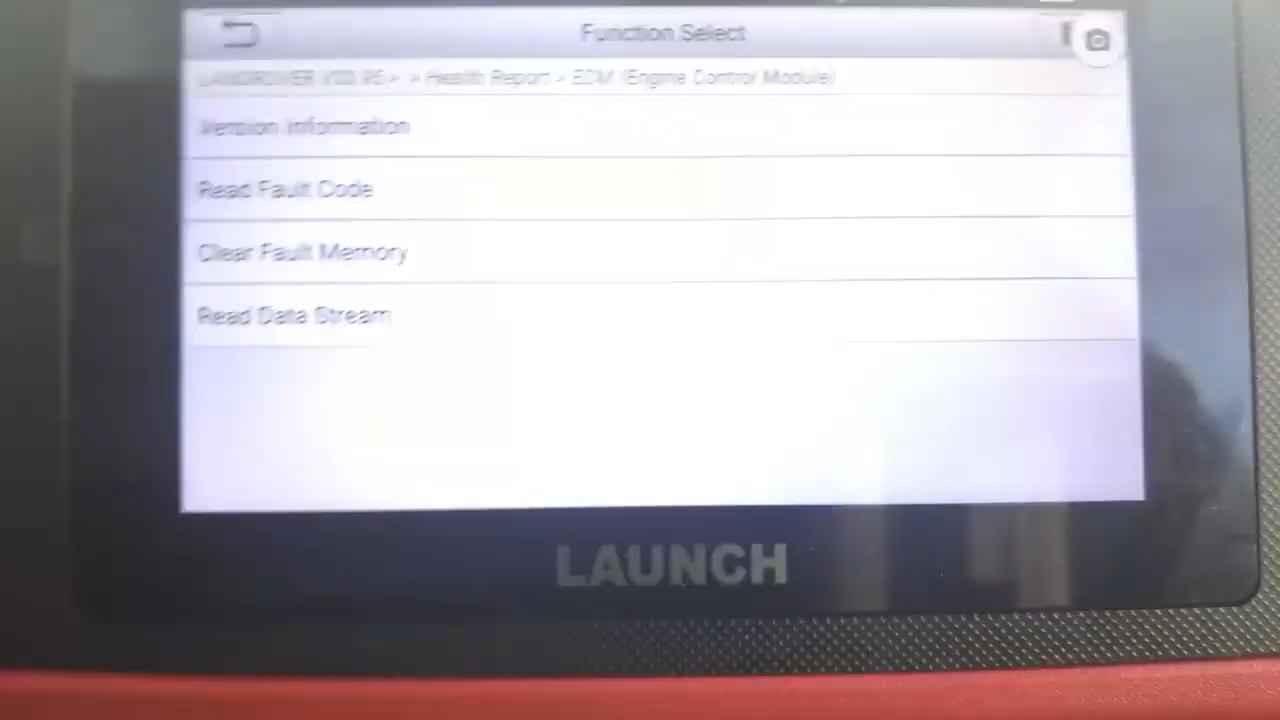 Function Select
> > Health Report > ECM (Engine Control Module)
Version Information
Read Fault Code
Clear Fault Memory
Read Data Stream
LAUNCH